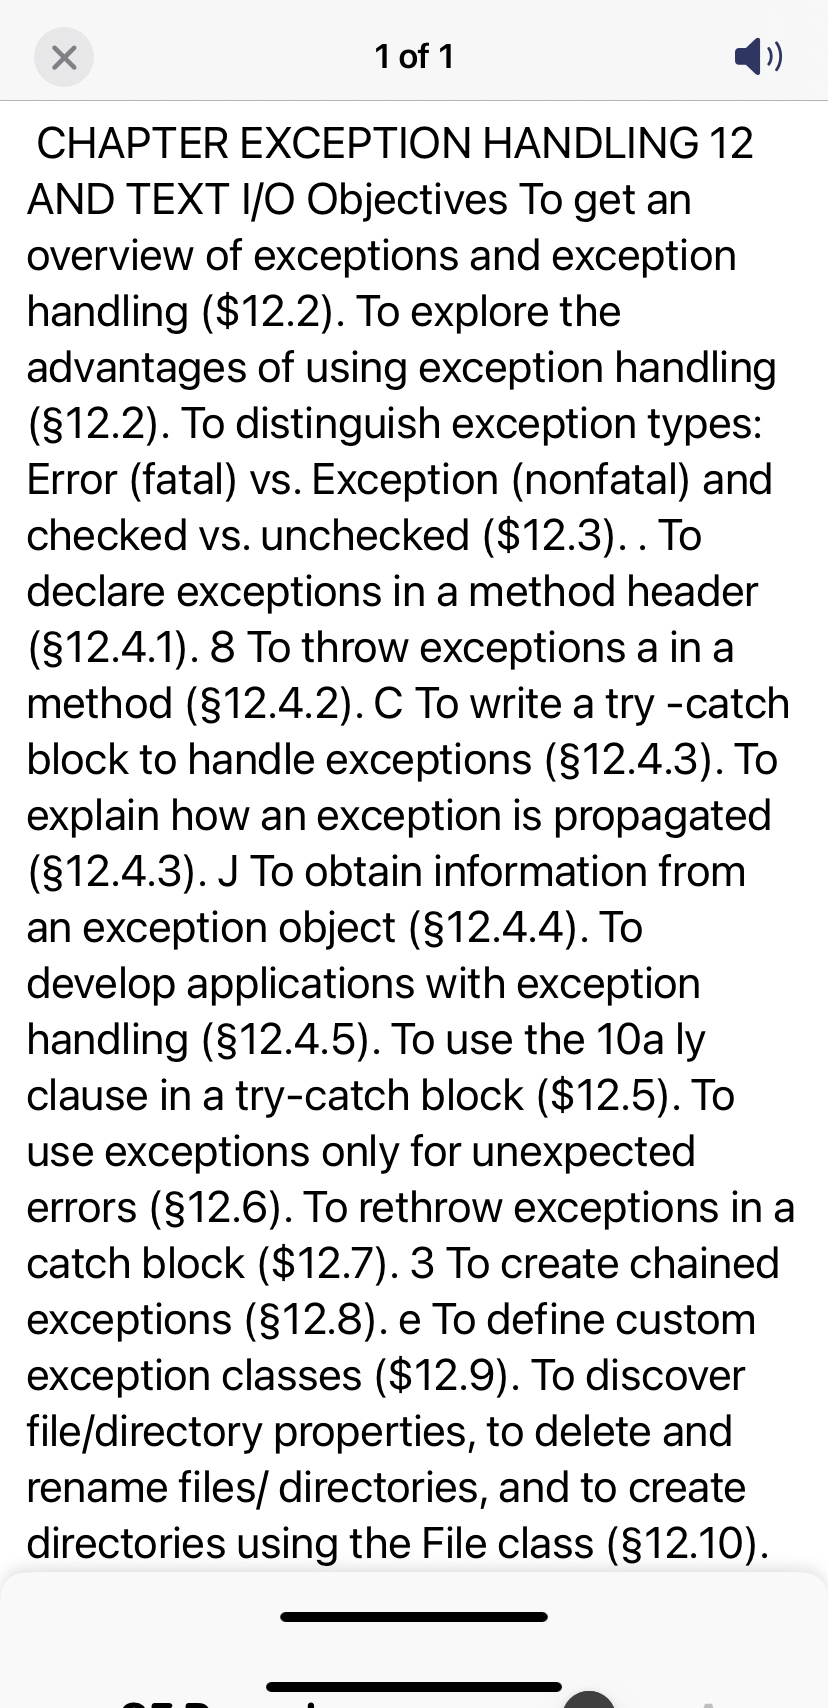 1 of 1
CHAPTER EXCEPTION HANDLING 12
AND TEXT I/O Objectives To get an
overview of exceptions and exception
handling ($12.2). To explore the
advantages of using exception handling
(§12.2). To distinguish exception types:
Error (fatal) vs. Exception (nonfatal) and
checked vs. unchecked ($12.3). . To
declare exceptions in a method header
(§12.4.1). 8 To throw exceptions a in a
method (§12.4.2). C To write a try -catch
block to handle exceptions (§12.4.3). To
explain how an exception is propagated
(§12.4.3). J To obtain information from
an exception object (§12.4.4). To
develop applications with exception
handling (§12.4.5). To use the 10a ly
clause in a try-catch block ($12.5). To
use exceptions only for unexpected
errors (§12.6). To rethrow exceptions in a
catch block ($12.7). 3 To create chained
exceptions (§12.8). e To define custom
exception classes ($12.9). To discover
file/directory properties, to delete and
rename files/ directories, and to create
directories using the File class (§12.10).